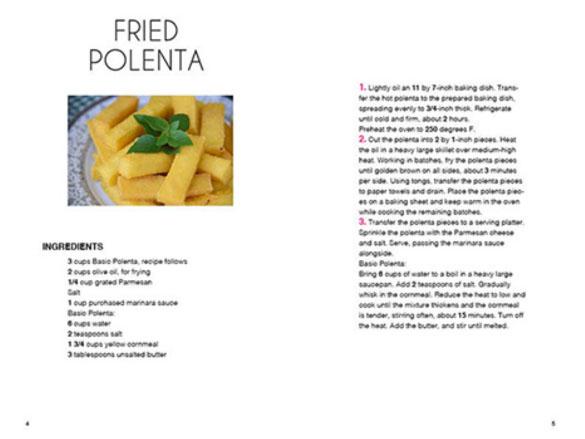 FRIED
POLENTA
INGREDIENTS
3 cups Basic Polenta, recipe follows
2 cups olive oil, for frying
1/4 cup grated Parmesan
Salt
1 cup purchased marinara sauce
Basic Polenta:
6 cups water
2 teaspoons salt
1 3/4 cups yellow cornmeal
3 tablespoons unsalted butter
4
1. Lightly oil an 11 by 7-inch baking dish. Trans-
fer the hot polenta to the prepared baking dish,
spreading evenly to 3/4-inch thick. Refrigerate
until cold and firm, about 2 hours.
Preheat the oven to 250 degrees F.
2. Cut the polenta into 2 by 1-inch pieces. Heat
the oil in a heavy large skillet over medium-high
heat. Working in batches, fry the polenta pieces
until golden brown on all sides, about 3 minutes
per side. Using tongs, transfer the polenta pieces
to paper towels and drain. Place the polenta piec-
es on a baking sheet and keep warm in the oven
while cooking the remaining batches.
3. Transfer the polenta pieces to a serving platter.
Sprinkle the polenta with the Parmesan cheese
and salt. Serve, passing the marinara sauce
alongside.
Basic Polenta:
Bring 6 cups of water to a boil in a heavy large
saucepan. Add 2 teaspoons of salt. Gradually
whisk in the cornmeal. Reduce the heat to low and
cook until the mixture thickens and the cornmeal
is tender, stirring often, about 15 minutes. Turn off
the heat. Add the butter, and stir until melted.
5